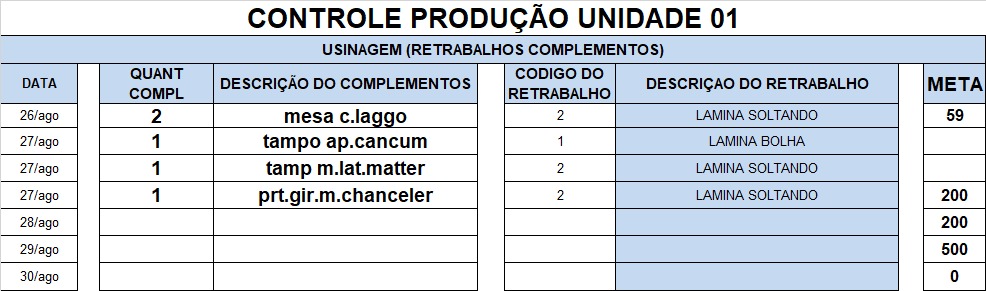 CONTROLE PRODUÇÃO UNIDADE 01
USINAGEM (RETRABALHOS COMPLEMENTOS)
DATA QUANT COMPL DESCRIÇÃO DO COMPLEMENTOS CODIGO DO RETRABALHO DESCRIÇAO DO RETRABALHO META
26/ago 2 mesa c.laggo 2 LAMINA SOLTANDO 59
27/ago 1 tampo ap.cancum 1 LAMINA BOLHA
27/ago 1 tamp m.lat.matter 2 LAMINA SOLTANDO
27/ago 1 prt.gir.m.chanceler 2 LAMINA SOLTANDO 200
28/ago 200
29/ago 500
30/ago 0